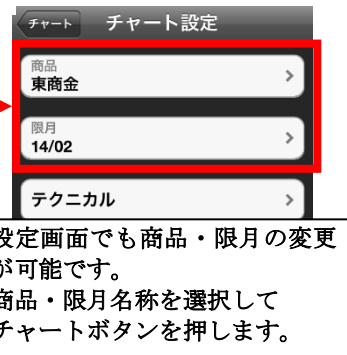 チャート
チャート設定
商品
東商金
限月
14/02
テクニカル
設定画面でも商品・限月の変更
が可能です。
商品・限月名称を選択して
チャートボタンを押します。